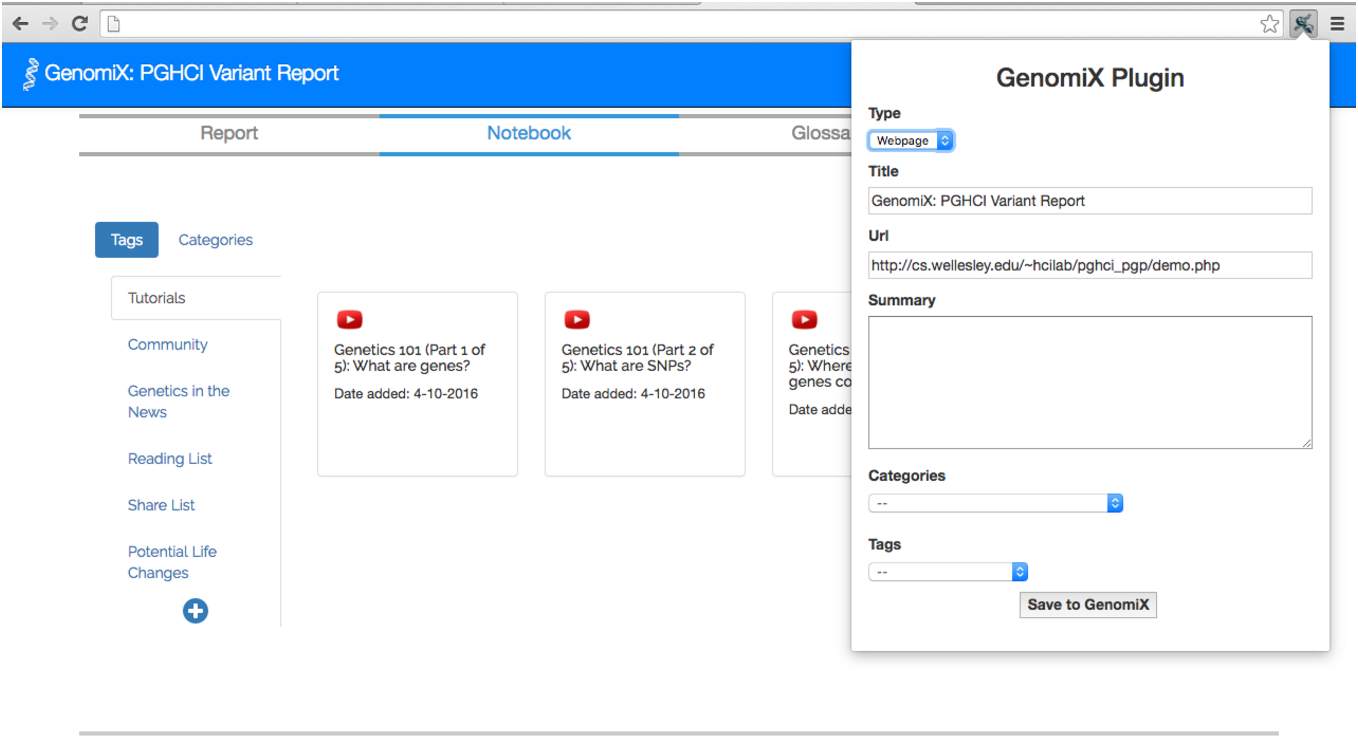 GenomiX: PGHCI Variant Report
Report
Notebook
Glossa
Tags
Categories
Tutorials
Community
Genetics in the
News
Reading List
Share List
Potential Life
Changes
Genetics 101 (Part 1 of
5): What are genes?
Date added: 4-10-2016
Genetics 101 (Part 2 of
5): What are SNPs?
Date added: 4-10-2016
Genetics
5): Where
genes co
Date adde
GenomiX Plugin
Type
Webpage
Title
GenomiX: PGHCI Variant Report
Url
http://cs.wellesley.edu/~hcilab/pghci_pgp/demo.php
Summary
Categories
--
Tags
--
Save to GenomiX